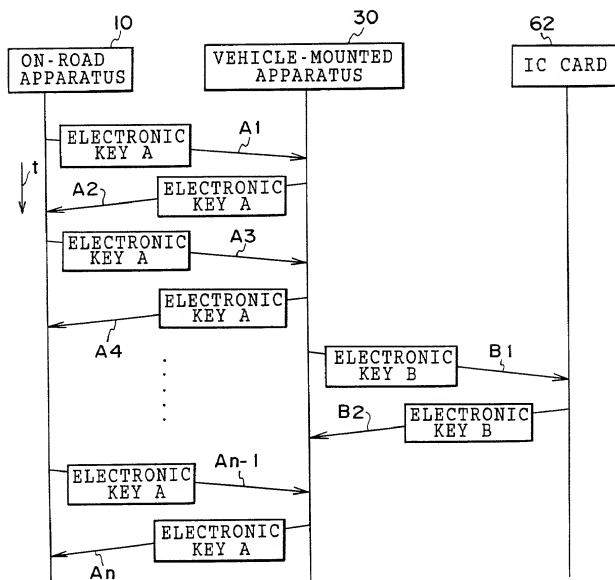 10
30
62
ON-ROAD
APPARATUS
VEHICLE-MOUNTED
APPARATUS
IC CARD
ELECTRONIC
KEY A
A1
t
A2
ELECTRONIC
KEY A
ELECTRONIC
KEY A
A3
ELECTRONIC
KEY A
A4
ELECTRONIC
KEY B
B1
B2
ELECTRONIC
KEY B
ELECTRONIC
KEY A
An-1
ELECTRONIC
KEY A
An